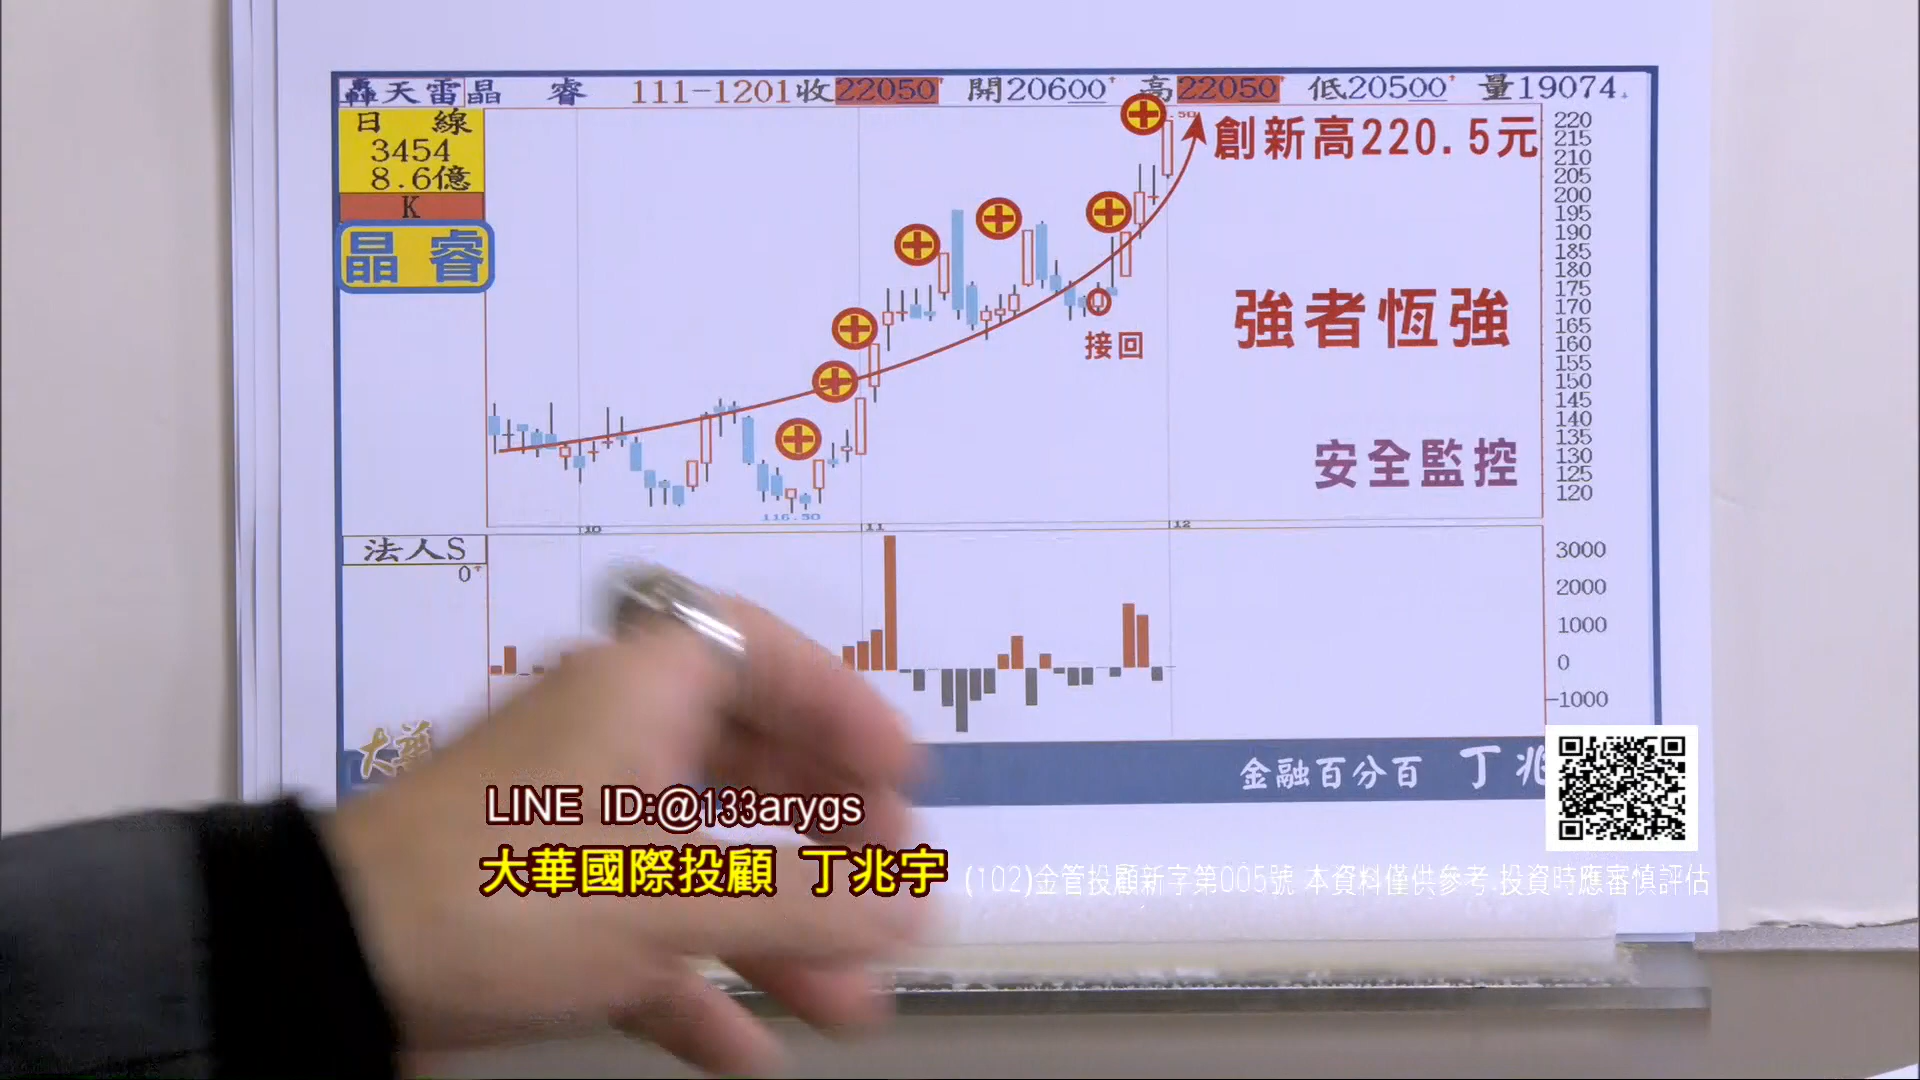 轟天雷晶 睿 111-1201收22050 開20600 高22050 低20500 量19074
日 線
3454
8.6億
K
晶 睿
創新高220.5元
強者恆強
接回
安全監控
116.50
220
215
210
205
200
195
190
185
180
175
170
165
160
155
150
145
140
135
130
125
120
10 11 12
法人S
0
3000
2000
1000
0
-1000
大華
金融百分百 丁兆
LINE ID:@133arygs
大華國際投顧 丁兆宇 (102)金管投顧新字第005號 本資料僅供參考.投資時應審慎評估